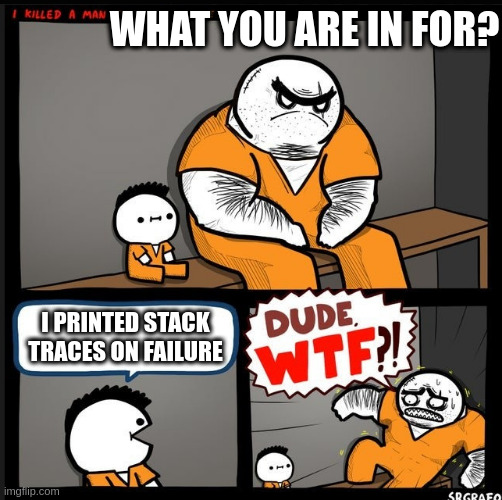 I KILLED A MAN
WHAT YOU ARE IN FOR?
I PRINTED STACK
TRACES ON FAILURE
DUDE,
WTF?!
imgflip.com
SRGRAFO